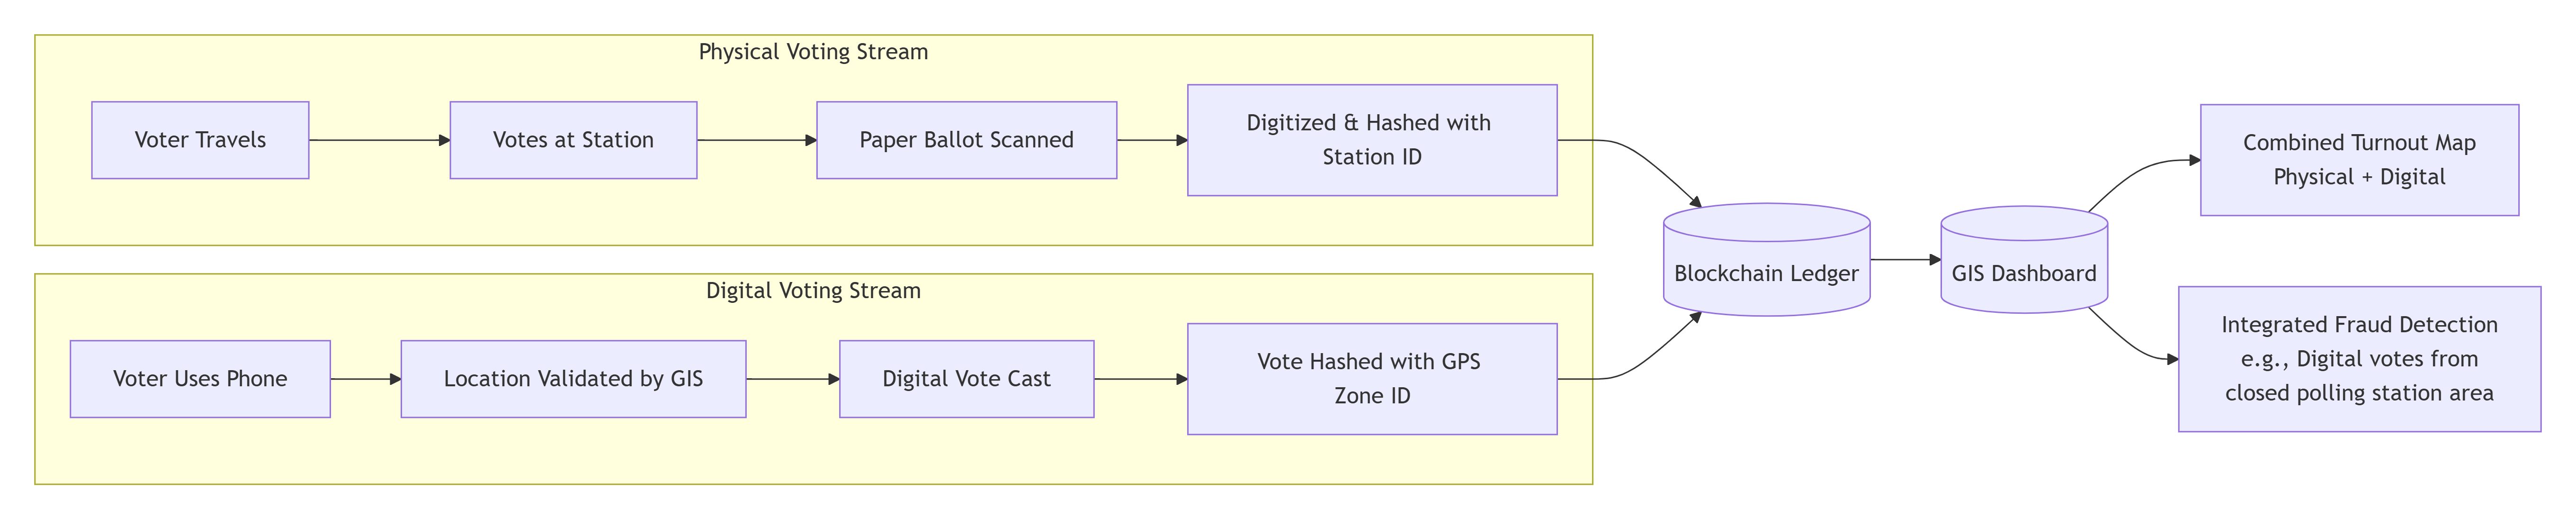 Physical Voting Stream
Voter Travels
Votes at Station
Paper Ballot Scanned
Digitized & Hashed with
Station ID
Digital Voting Stream
Voter Uses Phone
Location Validated by GIS
Digital Vote Cast
Vote Hashed with GPS
Zone ID
Blockchain Ledger
GIS Dashboard
Combined Turnout Map
Physical + Digital
Integrated Fraud Detection
e.g., Digital votes from
closed polling station area